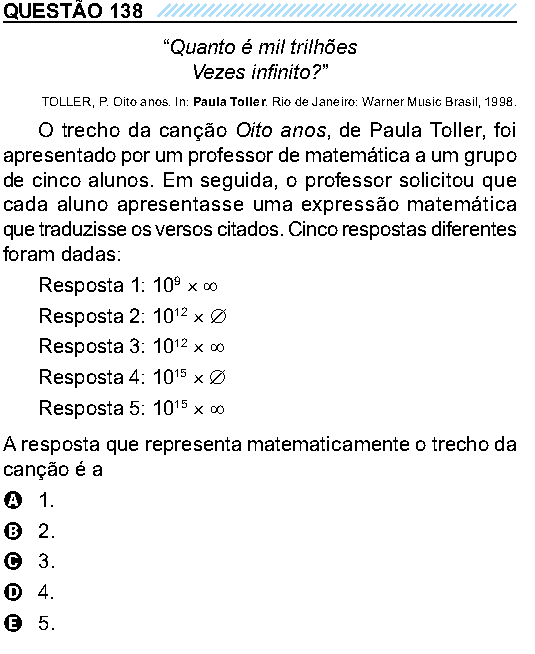 QUESTÃO 138
“Quanto é mil trilhões
Vezes infinito?”
TOLLER, P. Oito anos. In: Paula Toller. Rio de Janeiro: Warner Music Brasil, 1998.
O trecho da canção Oito anos, de Paula Toller, foi
apresentado por um professor de matemática a um grupo
de cinco alunos. Em seguida, o professor solicitou que
cada aluno apresentasse uma expressão matemática
que traduzisse os versos citados. Cinco respostas diferentes
foram dadas:
Resposta 1: 10⁹ × ∞
Resposta 2: 10¹² × ∅
Resposta 3: 10¹² × ∞
Resposta 4: 10¹⁵ × ∅
Resposta 5: 10¹⁵ × ∞
A resposta que representa matematicamente o trecho da
canção é a
A 1.
B 2.
C 3.
D 4.
E 5.